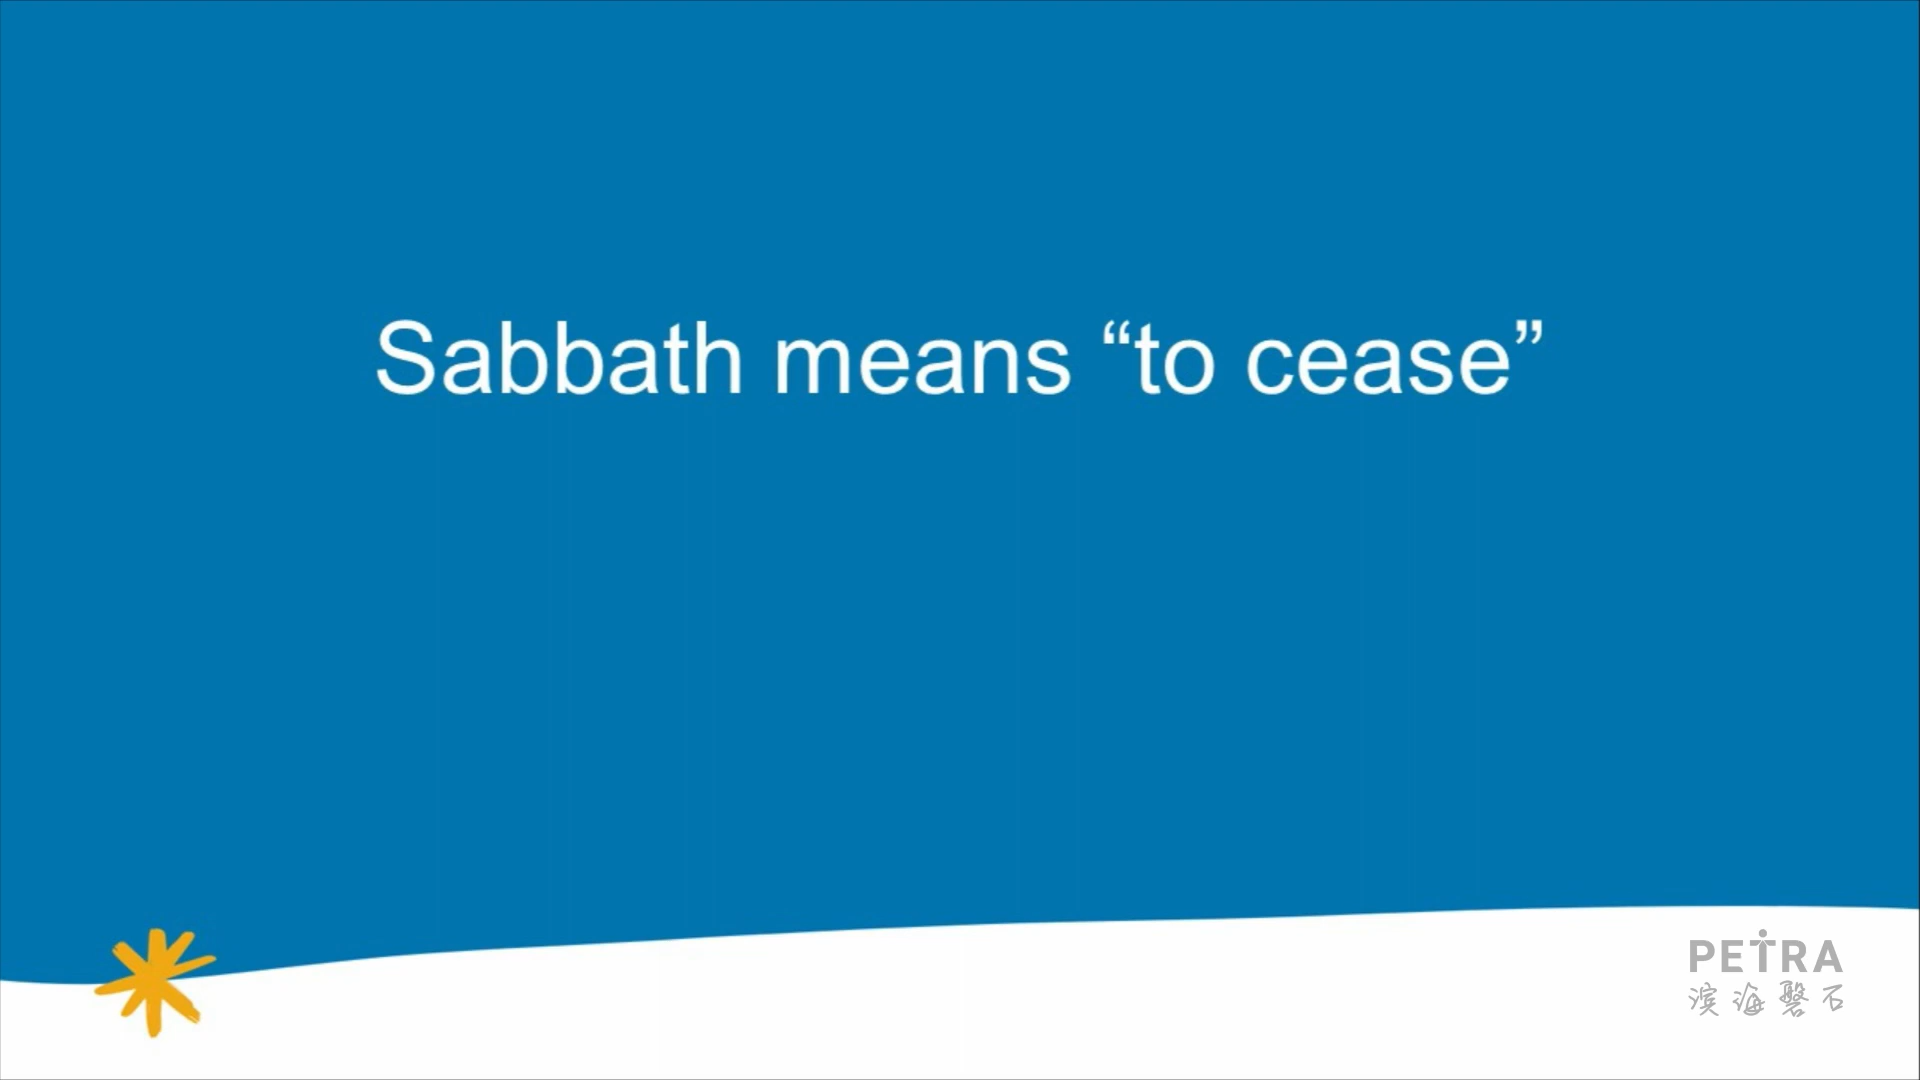 Sabbath means “to cease”
PETRA
滨海磐石